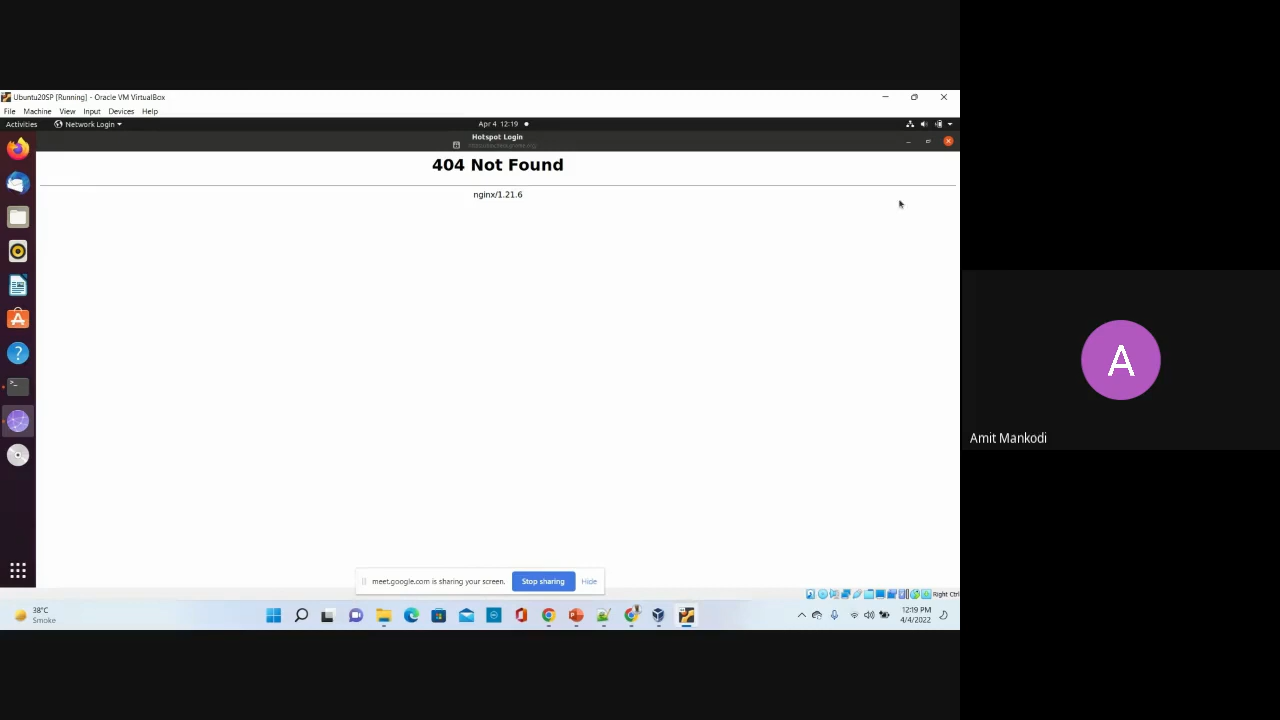 Ubuntu20SP [Running] - Oracle VM VirtualBox
File Machine View Input Devices Help
Activities Network Login Apr 4 12:19
Hotspot Login
404 Not Found
nginx/1.21.6
A
Amit Mankodi
meet.google.com is sharing your screen. Stop sharing Hide
Right Ctrl
38°C
Smoke
12:19 PM
4/4/2022